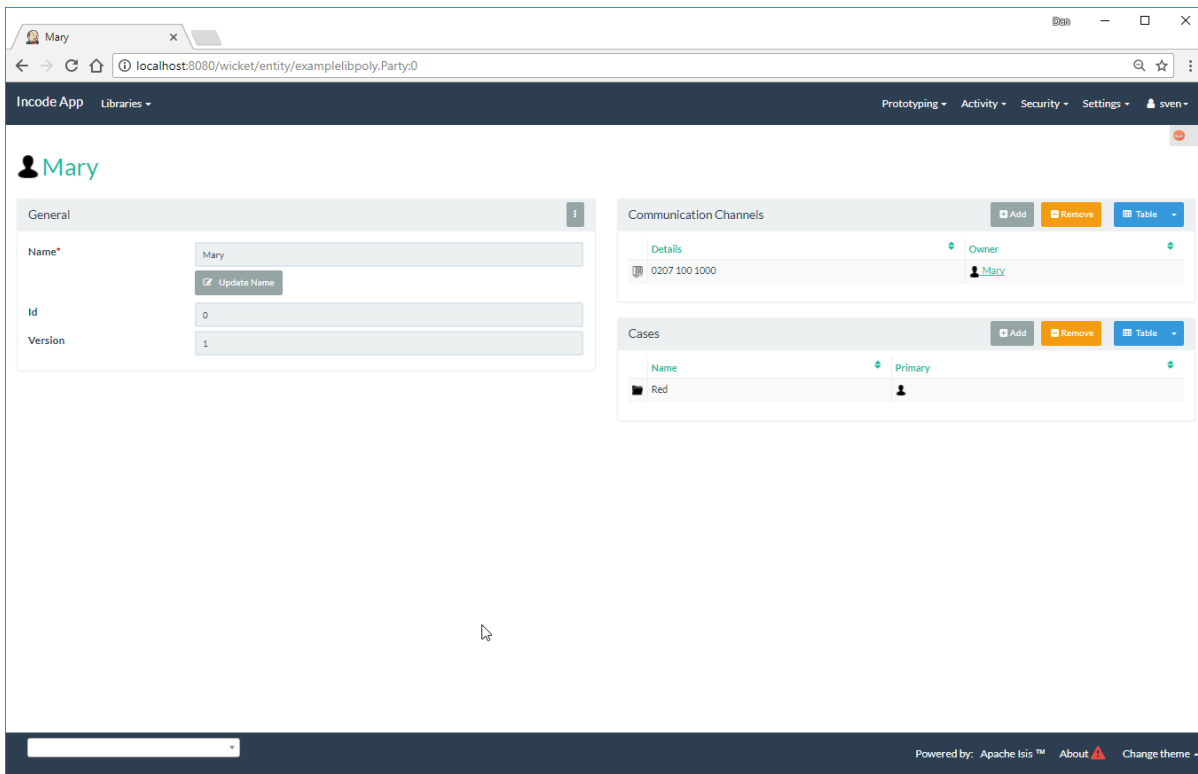 Dan
Mary
localhost:8080/wicket/entity/examplelibpoly.Party:0
Incode App Libraries Prototyping Activity Security Settings sven
Mary
General
Name*
Mary
Update Name
Id
0
Version
1
Communication Channels Add Remove Table
Details Owner
0207 100 1000 Mary
Cases Add Remove Table
Name Primary
Red
Powered by: Apache Isis ™ About Change theme